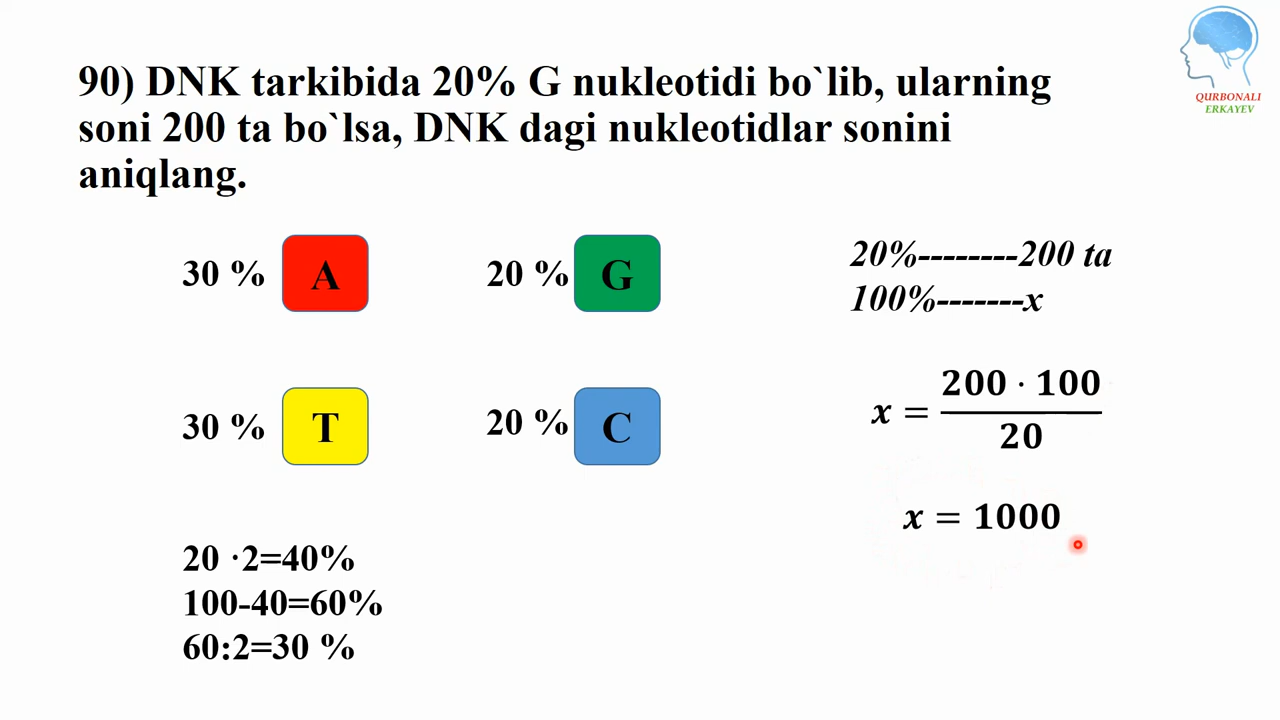 QURBONALI
ERKAYEV
90) DNK tarkibida 20% G nukleotidi bo`lib, ularning
soni 200 ta bo`lsa, DNK dagi nukleotidlar sonini
aniqlang.
30 % A
20 % G
30 % T
20 % C
20%--------200 ta
100%-------x
x = 200 · 100 / 20
x = 1000
20 ·2=40%
100-40=60%
60:2=30 %